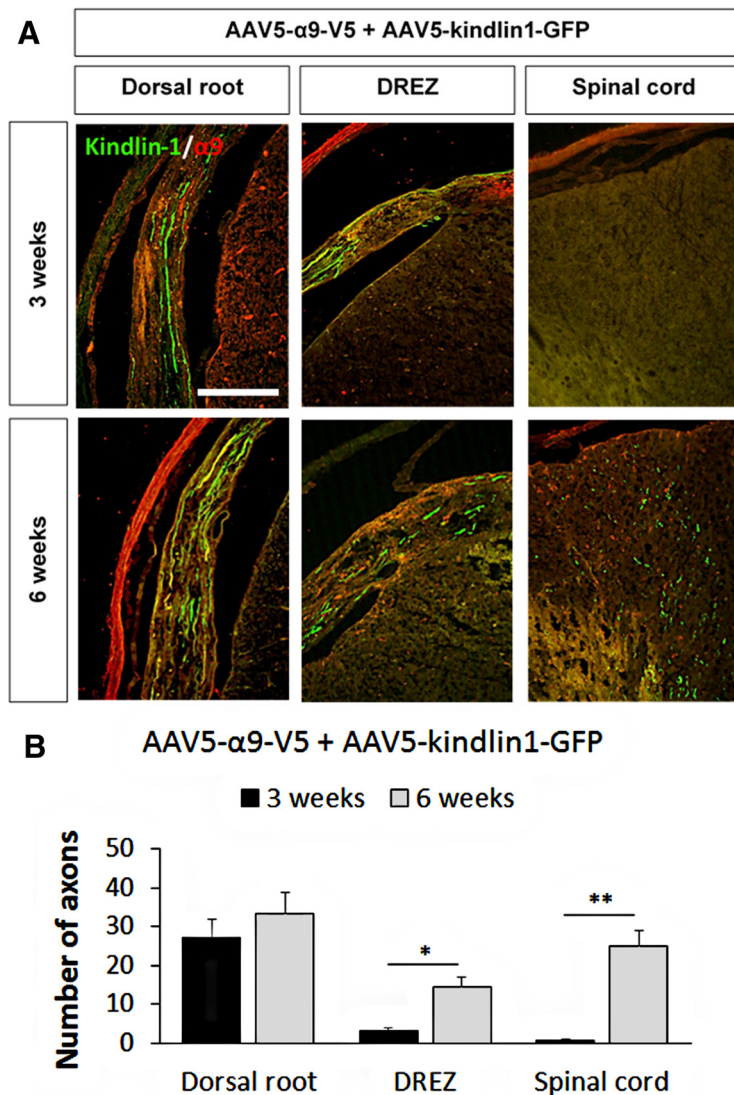 A
AAV5-α9-V5 + AAV5-kindlin1-GFP
Dorsal root
DREZ
Spinal cord
3 weeks
Kindlin-1/α9
6 weeks
B
AAV5-α9-V5 + AAV5-kindlin1-GFP
3 weeks 6 weeks
Number of axons
50
40
30
20
10
0
*
**
Dorsal root DREZ Spinal cord